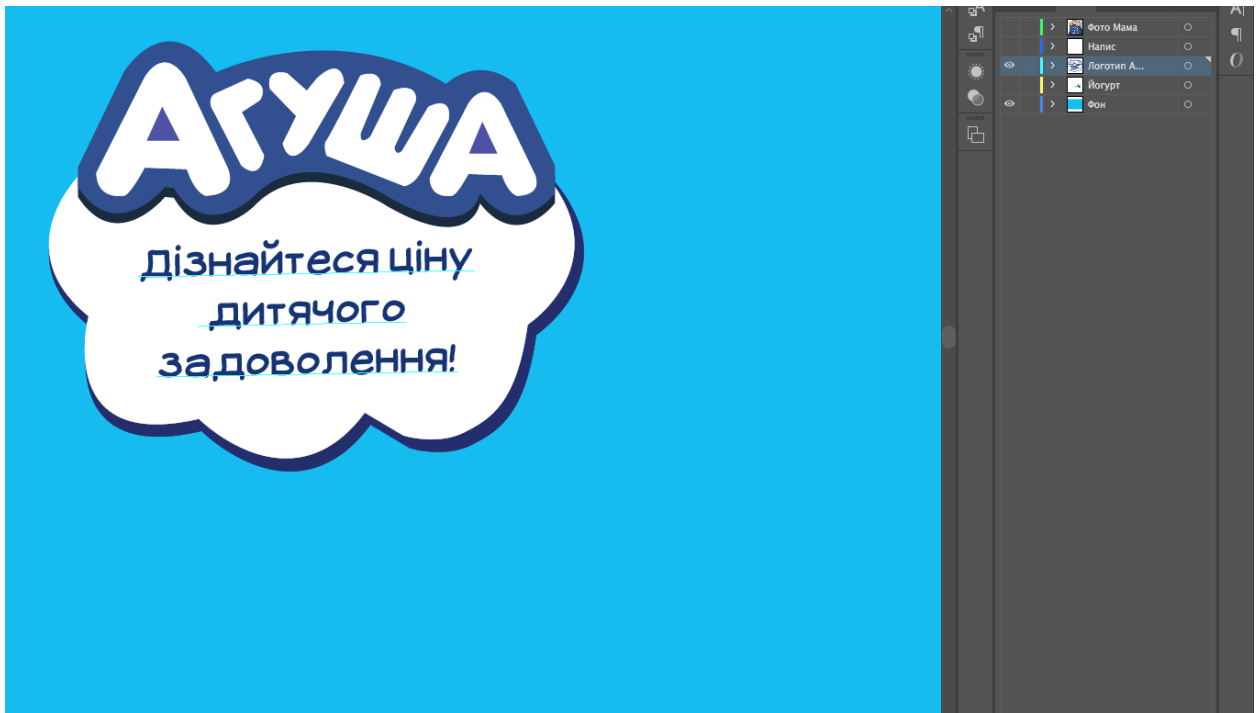 АГУША
Дізнайтеся ціну
дитячого
задоволення!
Фото Мама
Напис
Логотип А...
Йогурт
Фон